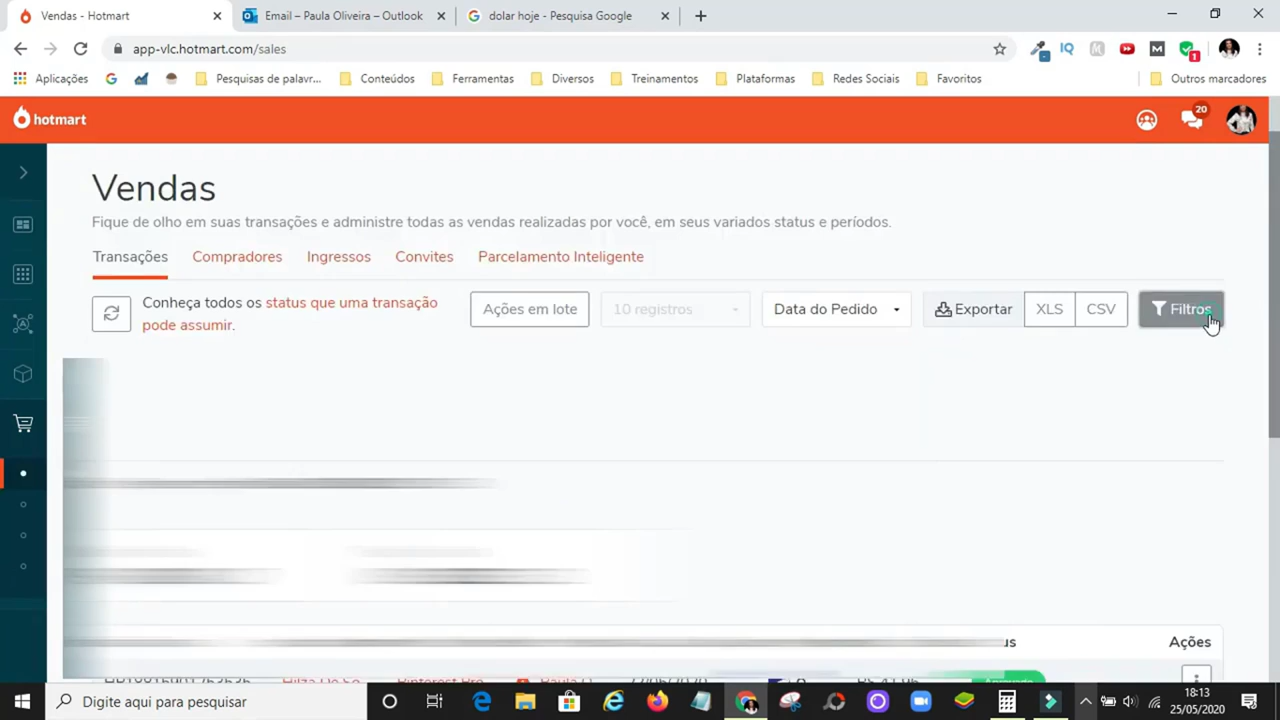 Vendas - Hotmart
Email – Paula Oliveira – Outlook
dolar hoje - Pesquisa Google
app-vlc.hotmart.com/sales
IQ
1
Aplicações
Pesquisas de palavr...
Conteúdos
Ferramentas
Diversos
Treinamentos
Plataformas
Redes Sociais
Favoritos
Outros marcadores
hotmart
20
Vendas
Fique de olho em suas transações e administre todas as vendas realizadas por você, em seus variados status e períodos.
Transações Compradores Ingressos Convites Parcelamento Inteligente
Conheça todos os status que uma transação
pode assumir.
Ações em lote
10 registros
Data do Pedido
Exportar
XLS
CSV
Filtros
us
Ações
Digite aqui para pesquisar
18:13
25/05/2020